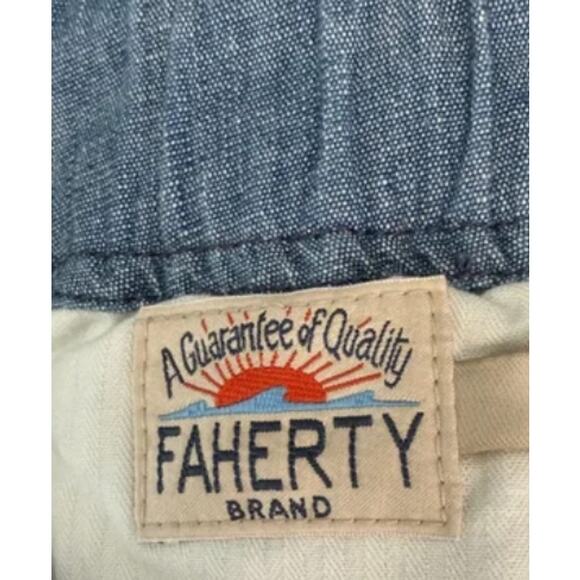 A Guarantee of Quality
FAHERTY
BRAND